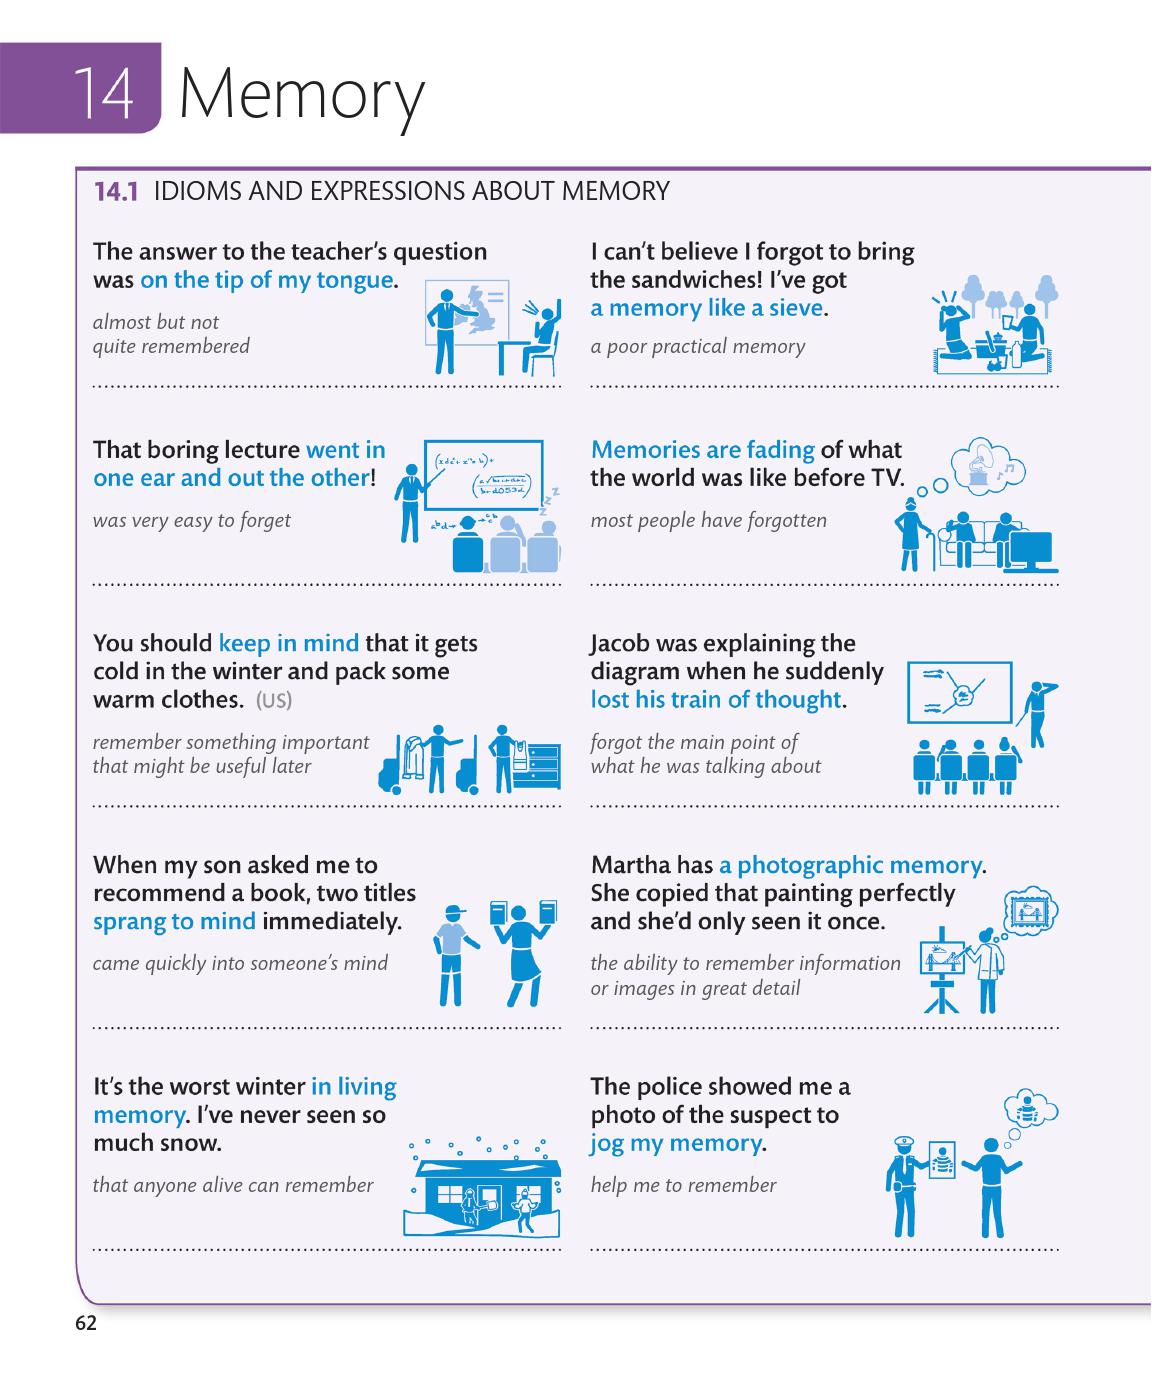 14 Memory
14.1 IDIOMS AND EXPRESSIONS ABOUT MEMORY
The answer to the teacher’s question
was on the tip of my tongue.
almost but not
quite remembered
I can’t believe I forgot to bring
the sandwiches! I’ve got
a memory like a sieve.
a poor practical memory
That boring lecture went in
one ear and out the other!
was very easy to forget
Memories are fading of what
the world was like before TV.
most people have forgotten
You should keep in mind that it gets
cold in the winter and pack some
warm clothes. (US)
remember something important
that might be useful later
Jacob was explaining the
diagram when he suddenly
lost his train of thought.
forgot the main point of
what he was talking about
When my son asked me to
recommend a book, two titles
sprang to mind immediately.
came quickly into someone’s mind
Martha has a photographic memory.
She copied that painting perfectly
and she’d only seen it once.
the ability to remember information
or images in great detail
It’s the worst winter in living
memory. I’ve never seen so
much snow.
that anyone alive can remember
The police showed me a
photo of the suspect to
jog my memory.
help me to remember
62